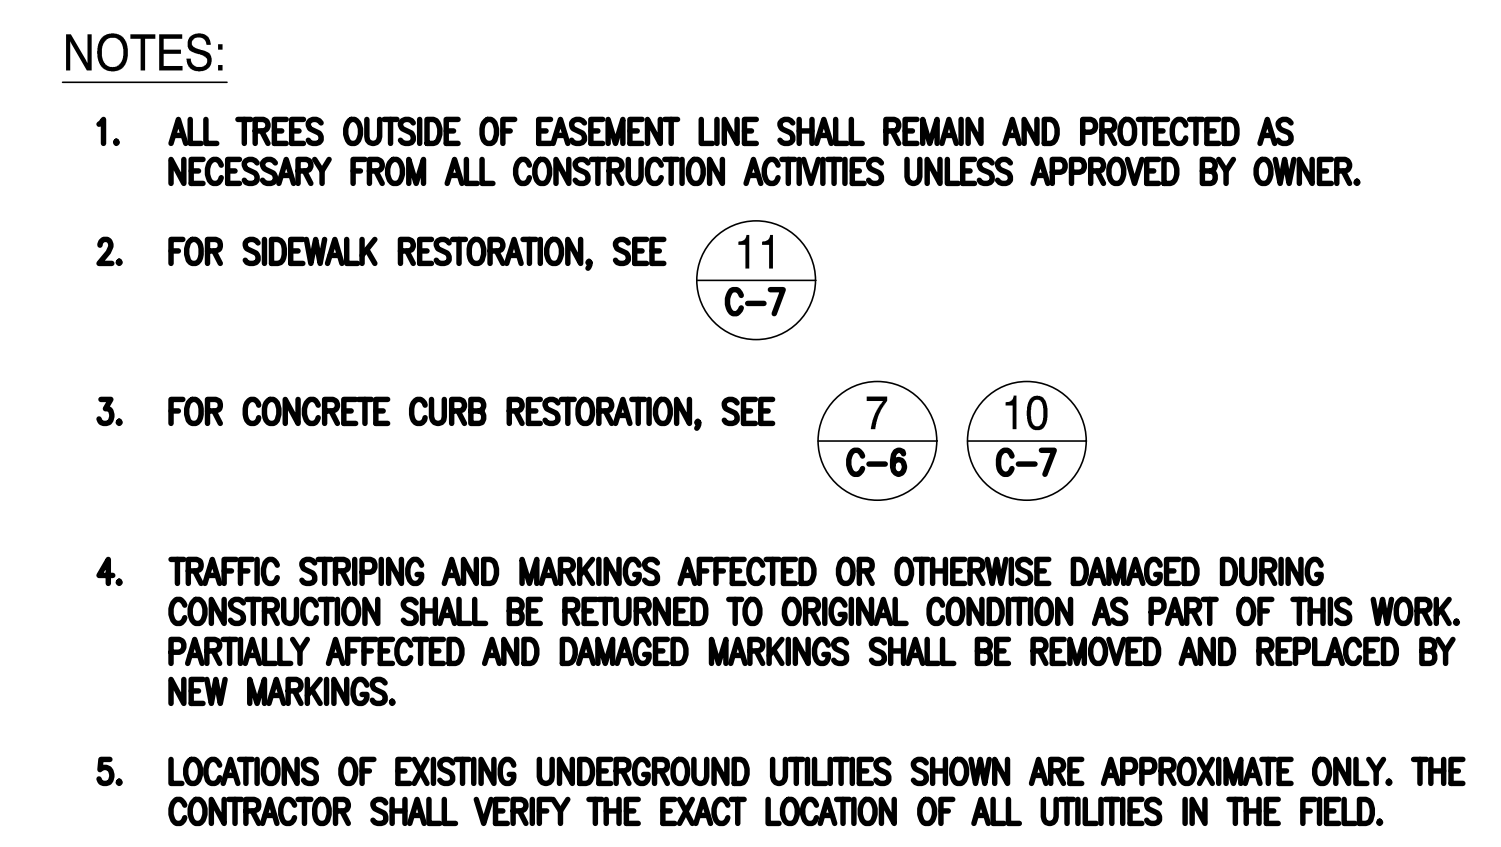 NOTES:
1. ALL TREES OUTSIDE OF EASEMENT LINE SHALL REMAIN AND PROTECTED AS
NECESSARY FROM ALL CONSTRUCTION ACTIVITIES UNLESS APPROVED BY OWNER.
2. FOR SIDEWALK RESTORATION, SEE
11
C-7
3. FOR CONCRETE CURB RESTORATION, SEE
7
C-6
10
C-7
4. TRAFFIC STRIPING AND MARKINGS AFFECTED OR OTHERWISE DAMAGED DURING
CONSTRUCTION SHALL BE RETURNED TO ORIGINAL CONDITION AS PART OF THIS WORK.
PARTIALLY AFFECTED AND DAMAGED MARKINGS SHALL BE REMOVED AND REPLACED BY
NEW MARKINGS.
5. LOCATIONS OF EXISTING UNDERGROUND UTILITIES SHOWN ARE APPROXIMATE ONLY. THE
CONTRACTOR SHALL VERIFY THE EXACT LOCATION OF ALL UTILITIES IN THE FIELD.